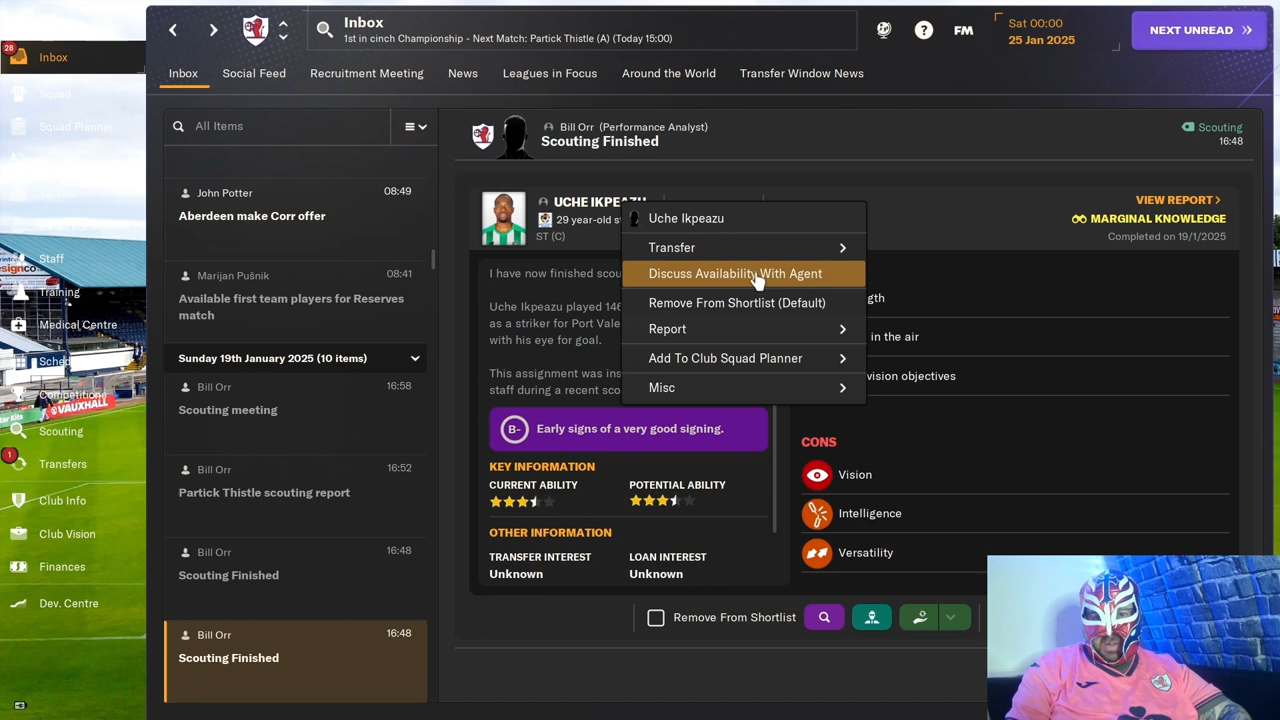 Inbox
1st in cinch Championship - Next Match: Partick Thistle (A) (Today 15:00)
FM
Sat 00:00
25 Jan 2025
NEXT UNREAD
28
Inbox
Squad
Squad Planner
Staff
Training
Medical Centre
Sched
Competitions
Scouting
1
Transfers
Club Info
Club Vision
Finances
Dev. Centre
VAUXHALL
Inbox
Social Feed
Recruitment Meeting
News
Leagues in Focus
Around the World
Transfer Window News
All Items
John Potter
08:49
Aberdeen make Corr offer
Marijan Pušnik
08:41
Available first team players for Reserves
match
Sunday 19th January 2025 (10 items)
Bill Orr
16:58
Scouting meeting
Bill Orr
16:52
Partick Thistle scouting report
Bill Orr
16:48
Scouting Finished
Bill Orr
16:48
Scouting Finished
Bill Orr (Performance Analyst)
Scouting Finished
Scouting
16:48
UCHE IKPEAZU
29 year-old st
ST (C)
VIEW REPORT >
MARGINAL KNOWLEDGE
Completed on 19/1/2025
Uche Ikpeazu
Transfer
Discuss Availability With Agent
Remove From Shortlist (Default)
Report
Add To Club Squad Planner
Misc
I have now finished scou
Uche Ikpeazu played 146
as a striker for Port Vale
with his eye for goal.
This assignment was ins
staff during a recent sco
B-
Early signs of a very good signing.
KEY INFORMATION
CURRENT ABILITY
POTENTIAL ABILITY
OTHER INFORMATION
TRANSFER INTEREST
LOAN INTEREST
Unknown
Unknown
gth
in the air
vision objectives
CONS
Vision
Intelligence
Versatility
Remove From Shortlist